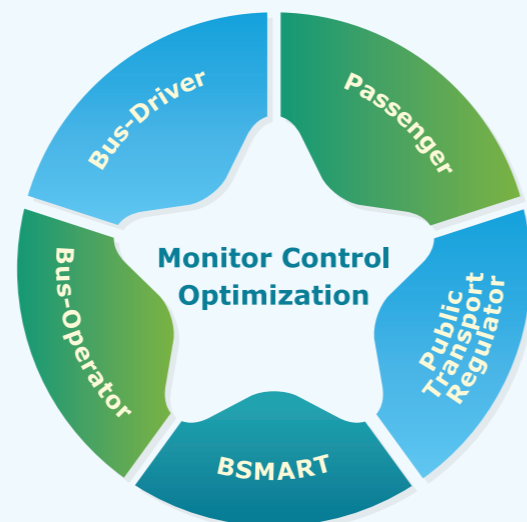 Bus-Driver
Passenger
Monitor Control
Optimization
Bus-Operator
Public
Transport
Regulator
BSMART